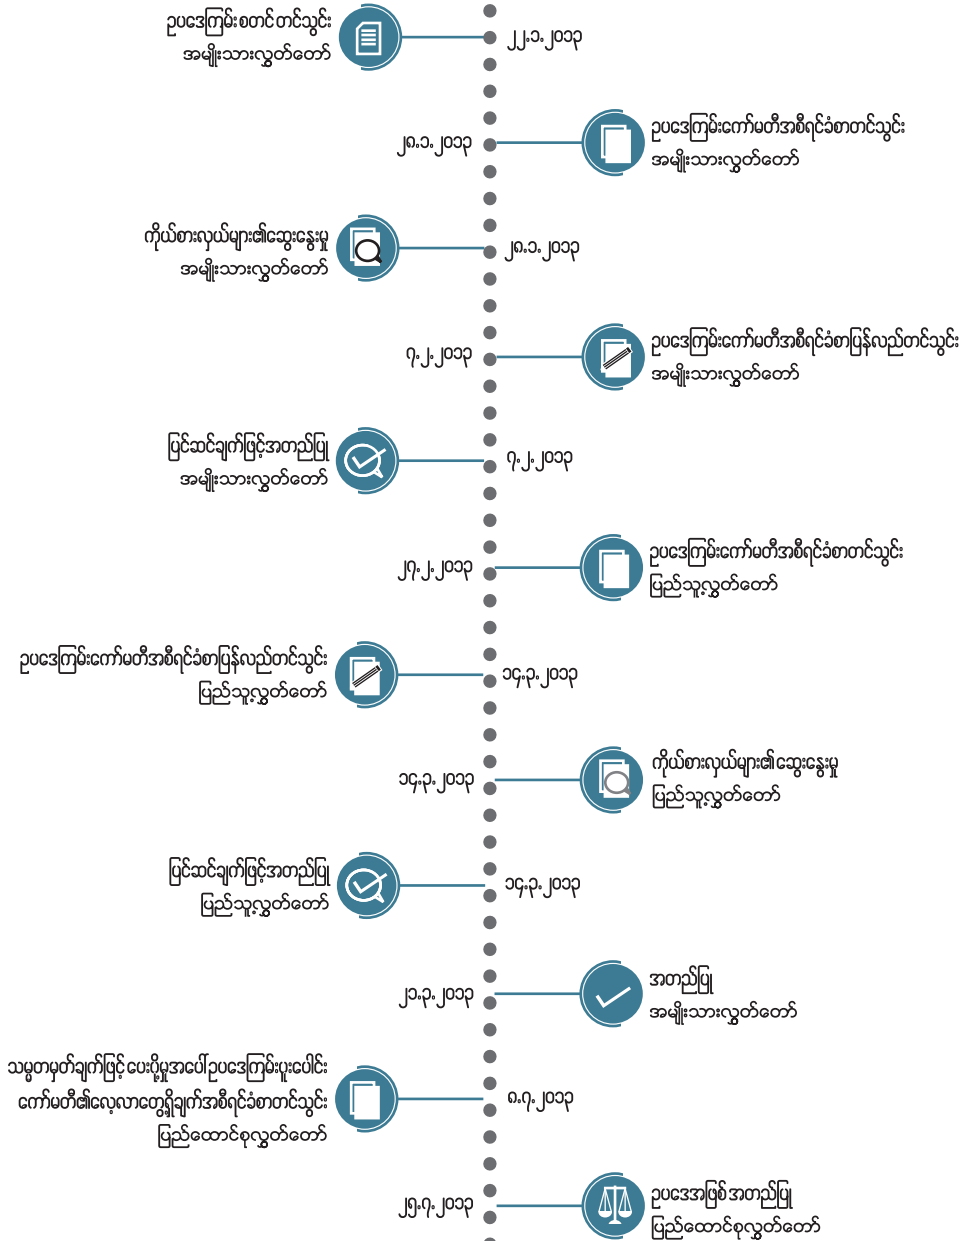 ဥပဒေကြမ်းစတင်တင်သွင်း
အမျိုးသားလွှတ်တော်
၂၂.၁.၂၀၁၃
၂၈.၁.၂၀၁၃
ဥပဒေကြမ်းကော်မတီအစီရင်ခံစာတင်သွင်း
အမျိုးသားလွှတ်တော်
ကိုယ်စားလှယ်များ၏ဆွေးနွေးမှု
အမျိုးသားလွှတ်တော်
၂၈.၁.၂၀၁၃
၇.၂.၂၀၁၃
ဥပဒေကြမ်းကော်မတီအစီရင်ခံစာပြန်လည်တင်သွင်း
အမျိုးသားလွှတ်တော်
ပြင်ဆင်ချက်ဖြင့်အတည်ပြု
အမျိုးသားလွှတ်တော်
၇.၂.၂၀၁၃
၂၇.၂.၂၀၁၃
ဥပဒေကြမ်းကော်မတီအစီရင်ခံစာတင်သွင်း
ပြည်သူ့လွှတ်တော်
ဥပဒေကြမ်းကော်မတီအစီရင်ခံစာပြန်လည်တင်သွင်း
ပြည်သူ့လွှတ်တော်
၁၄.၃.၂၀၁၃
၁၄.၃.၂၀၁၃
ကိုယ်စားလှယ်များ၏ဆွေးနွေးမှု
ပြည်သူ့လွှတ်တော်
ပြင်ဆင်ချက်ဖြင့်အတည်ပြု
ပြည်သူ့လွှတ်တော်
၁၄.၃.၂၀၁၃
၂၁.၃.၂၀၁၃
အတည်ပြု
အမျိုးသားလွှတ်တော်
သမ္မတမှတ်ချက်ဖြင့် ပေးပို့မှုအပေါ် ဥပဒေကြမ်းပူးပေါင်း
ကော်မတီ၏လေ့လာတွေ့ရှိချက်အစီရင်ခံစာတင်သွင်း
ပြည်ထောင်စုလွှတ်တော်
၈.၇.၂၀၁၃
၂၅.၇.၂၀၁၃
ဥပဒေအဖြစ် အတည်ပြု
ပြည်ထောင်စုလွှတ်တော်